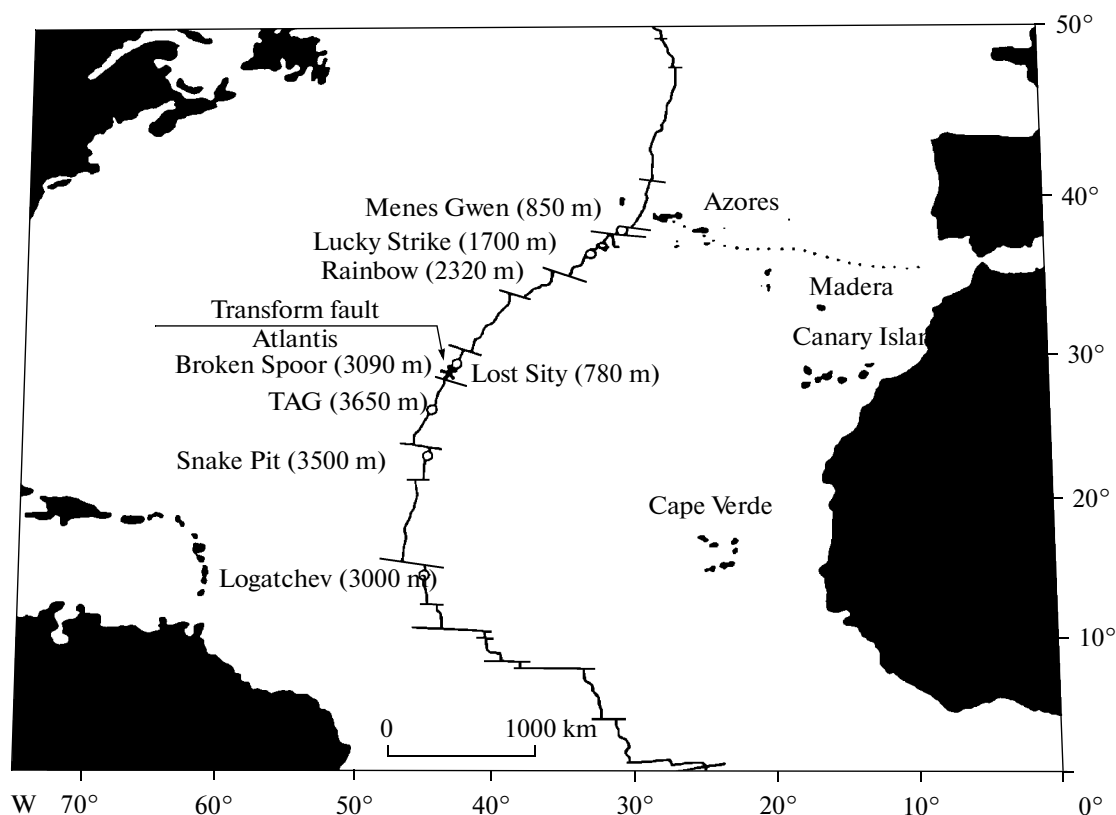 50°
40°
Menes Gwen (850 m)
Azores
Lucky Strike (1700 m)
Rainbow (2320 m)
Madera
Transform fault
Atlantis
Canary Islan
30°
Broken Spoor (3090 m)
Lost Sity (780 m)
TAG (3650 m)
Snake Pit (3500 m)
20°
Cape Verde
Logatchev (3000 m)
10°
0 1000 km
W 70° 60° 50° 40° 30° 20° 10° 0°